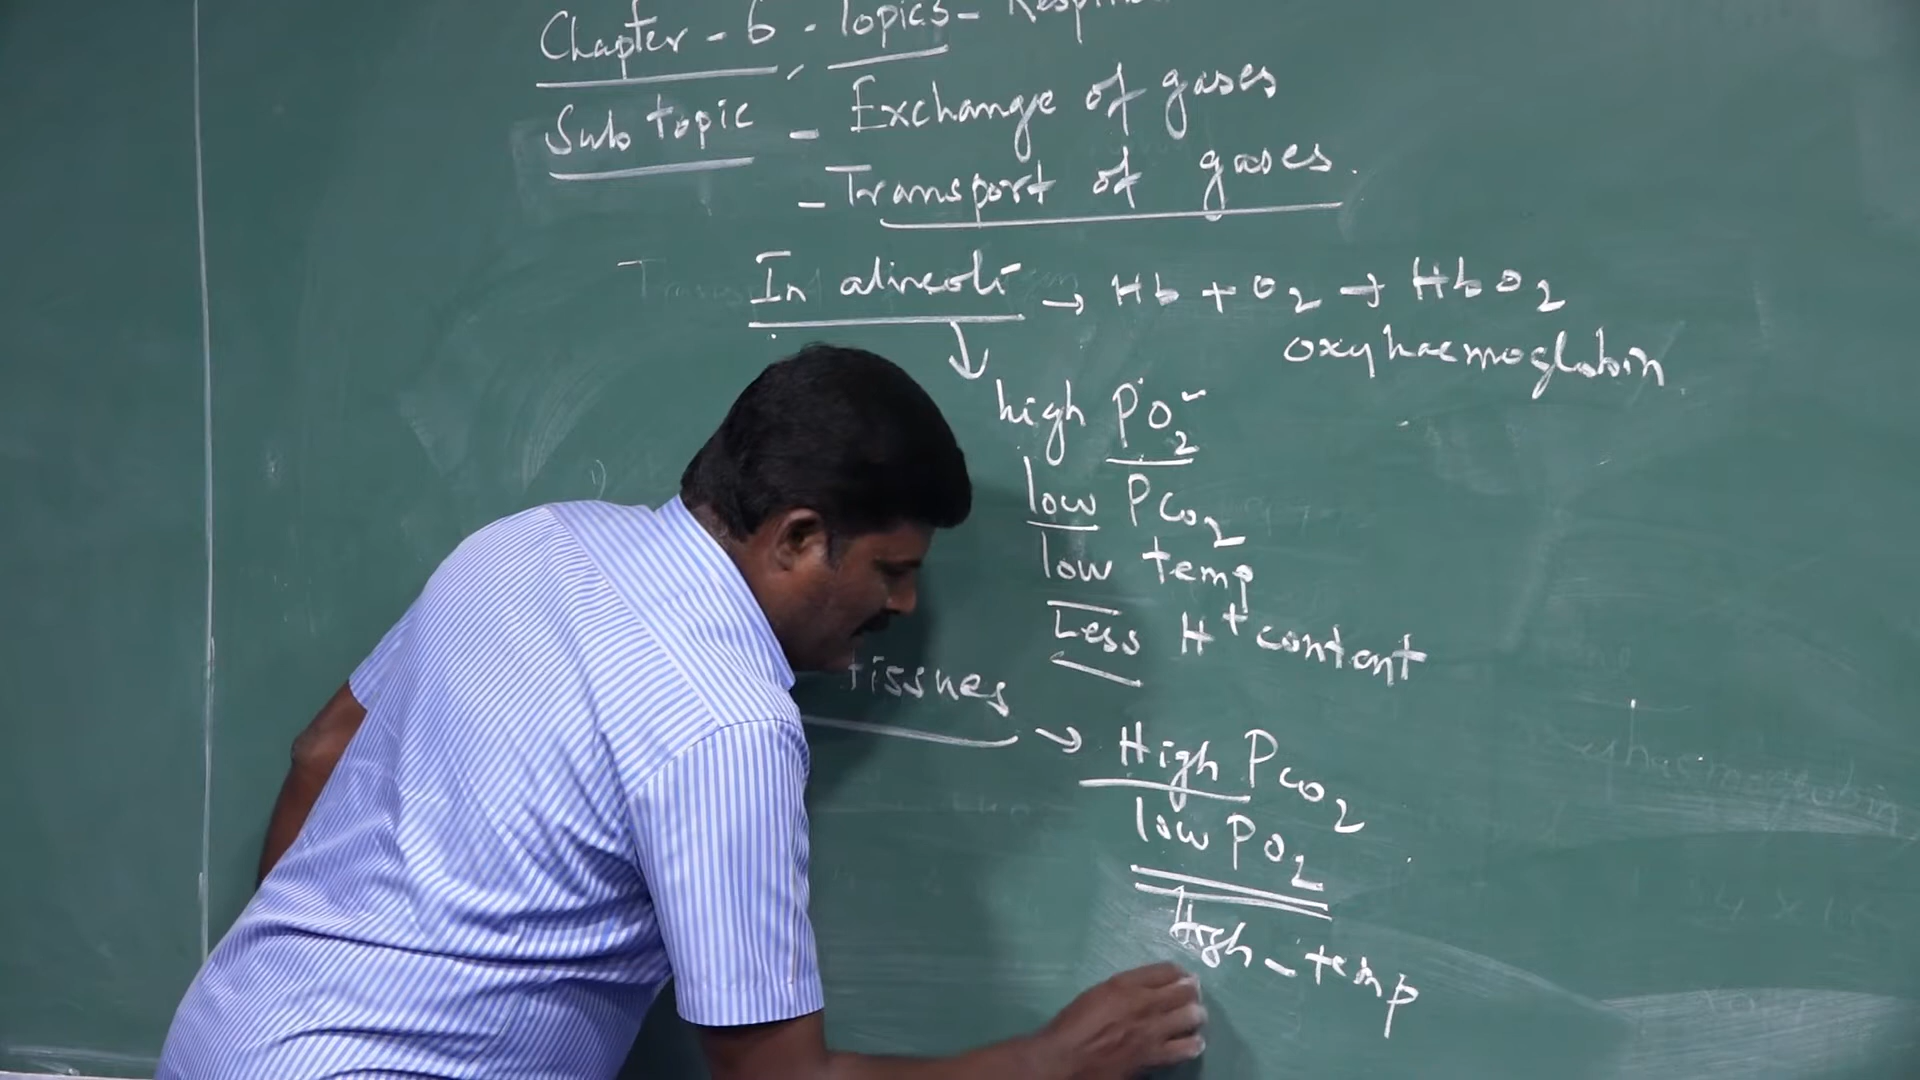 Chapter - 6 - Topics -
Sub topic - Exchange of gases
- Transport of gases.
In alveoli → Hb + O2 → HbO2
oxyhaemoglobin
high PO2
low PCO2
low temp
Less H+ content
tissues → High PCO2
low PO2
High - temp